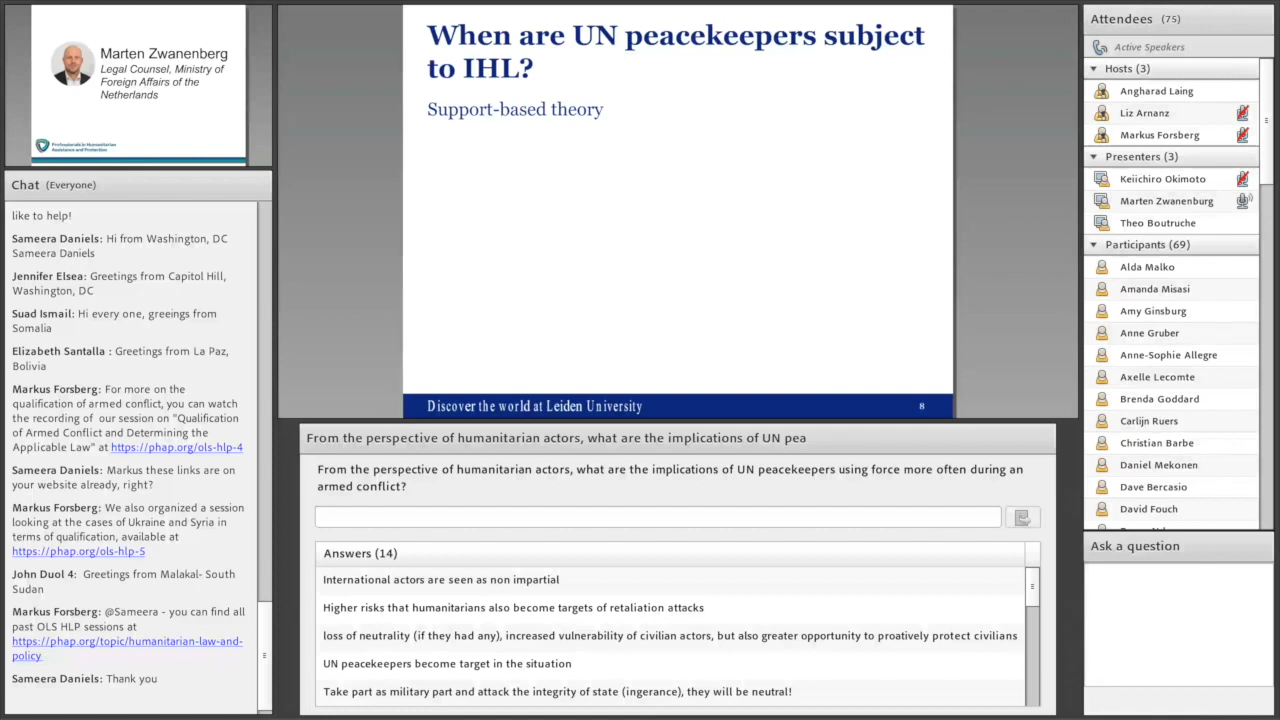 Marten Zwanenberg
Legal Counsel, Ministry of
Foreign Affairs of the
Netherlands
Professionals in Humanitarian
Assistance and Protection
Chat (Everyone)
like to help!
Sameera Daniels: Hi from Washington, DC
Sameera Daniels
Jennifer Elsea: Greetings from Capitol Hill,
Washington, DC
Suad Ismail: Hi every one, greeings from
Somalia
Elizabeth Santalla : Greetings from La Paz,
Bolivia
Markus Forsberg: For more on the
qualification of armed conflict, you can watch
the recording of our session on "Qualification
of Armed Conflict and Determining the
Applicable Law" at https://phap.org/ols-hlp-4
Sameera Daniels: Markus these links are on
your website already, right?
Markus Forsberg: We also organized a session
looking at the cases of Ukraine and Syria in
terms of qualification, available at
https://phap.org/ols-hlp-5
John Duol 4: Greetings from Malakal- South
Sudan
Markus Forsberg: @Sameera - you can find all
past OLS HLP sessions at
https://phap.org/topic/humanitarian-law-and-
policy
Sameera Daniels: Thank you
When are UN peacekeepers subject
to IHL?
Support-based theory
Discover the world at Leiden University
8
From the perspective of humanitarian actors, what are the implications of UN pea
From the perspective of humanitarian actors, what are the implications of UN peacekeepers using force more often during an
armed conflict?
Answers (14)
International actors are seen as non impartial
Higher risks that humanitarians also become targets of retaliation attacks
loss of neutrality (if they had any), increased vulnerability of civilian actors, but also greater opportunity to proatively protect civilians
UN peacekeepers become target in the situation
Take part as military part and attack the integrity of state (ingerance), they will be neutral!
Attendees (75)
Active Speakers
Hosts (3)
Angharad Laing
Liz Arnanz
Markus Forsberg
Presenters (3)
Keiichiro Okimoto
Marten Zwanenburg
Theo Boutruche
Participants (69)
Alda Malko
Amanda Misasi
Amy Ginsburg
Anne Gruber
Anne-Sophie Allegre
Axelle Lecomte
Brenda Goddard
Carlijn Ruers
Christian Barbe
Daniel Mekonen
Dave Bercasio
David Fouch
Ask a question